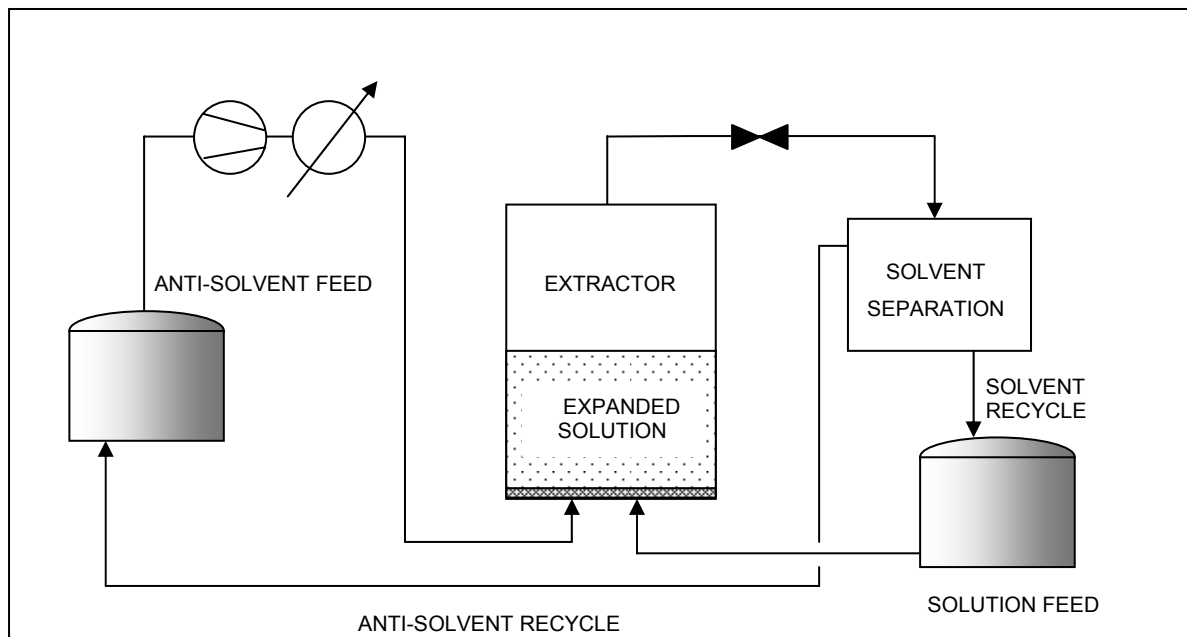 ANTI-SOLVENT FEED
EXTRACTOR
EXPANDED
SOLUTION
SOLVENT
SEPARATION
SOLVENT
RECYCLE
SOLUTION FEED
ANTI-SOLVENT RECYCLE